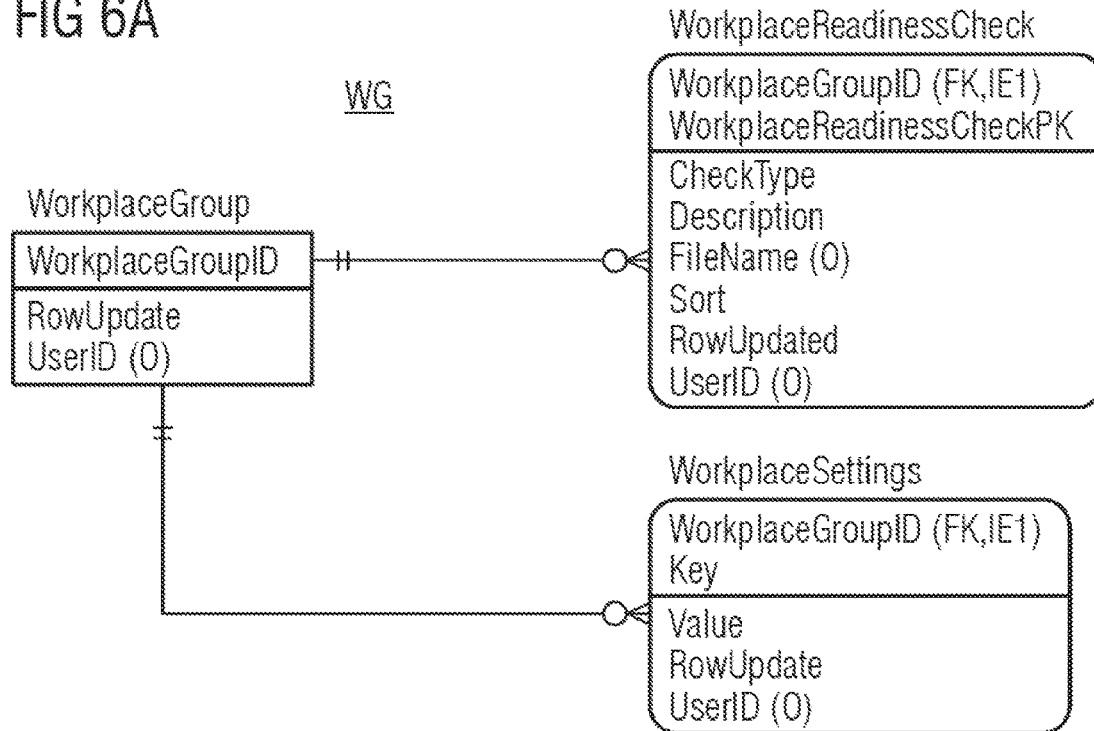 FIG 6A
WG
WorkplaceGroup
WorkplaceGroupID
RowUpdate
UserID (O)
WorkplaceReadinessCheck
WorkplaceGroupID (FK,IE1)
WorkplaceReadinessCheckPK
CheckType
Description
FileName (O)
Sort
RowUpdated
UserID (O)
WorkplaceSettings
WorkplaceGroupID (FK,IE1)
Key
Value
RowUpdate
UserID (O)